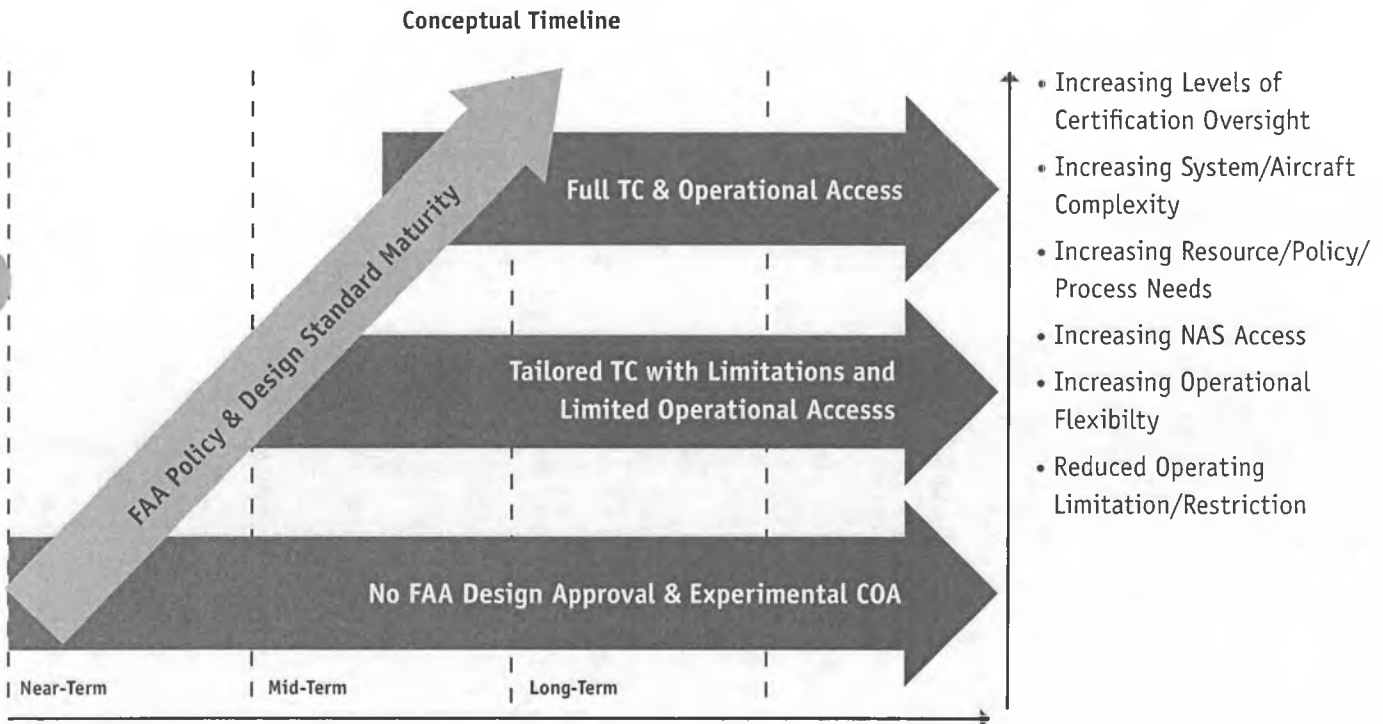 Conceptual Timeline
FAA Policy & Design Standard Maturity
Full TC & Operational Access
Tailored TC with Limitations and
Limited Operational Accesss
No FAA Design Approval & Experimental COA
Near-Term
Mid-Term
Long-Term
• Increasing Levels of
Certification Oversight
• Increasing System/Aircraft
Complexity
• Increasing Resource/Policy/
Process Needs
• Increasing NAS Access
• Increasing Operational
Flexibilty
• Reduced Operating
Limitation/Restriction